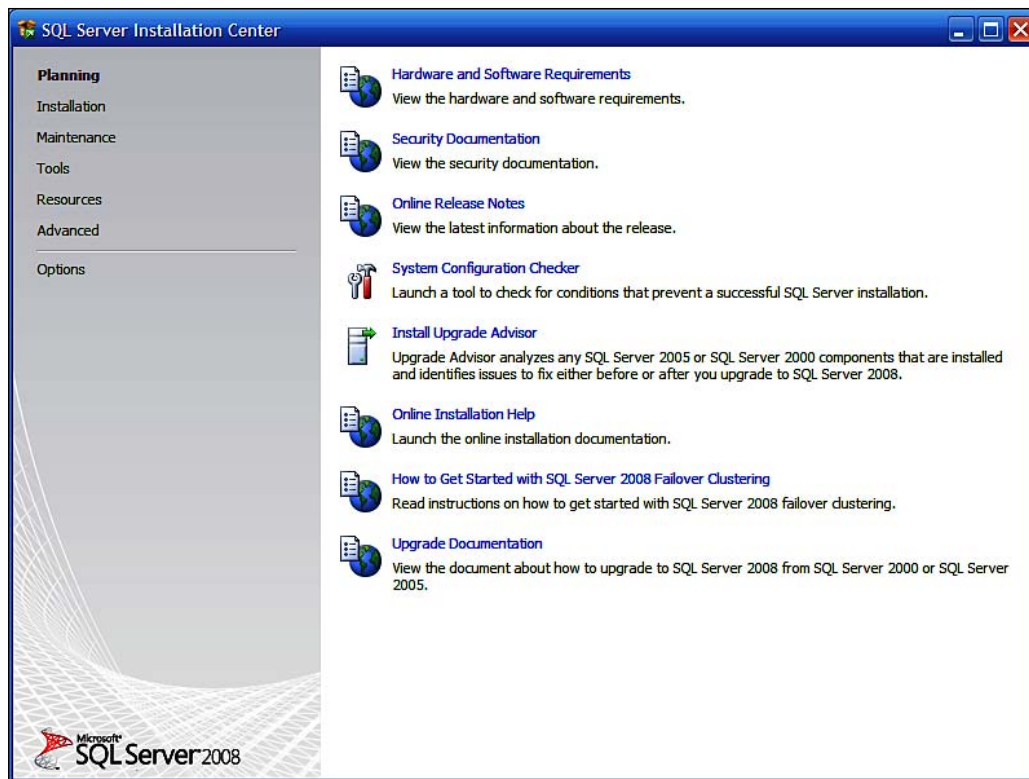 SQL Server Installation Center
Planning
Installation
Maintenance
Tools
Resources
Advanced
Options
Hardware and Software Requirements
View the hardware and software requirements.
Security Documentation
View the security documentation.
Online Release Notes
View the latest information about the release.
System Configuration Checker
Launch a tool to check for conditions that prevent a successful SQL Server installation.
Install Upgrade Advisor
Upgrade Advisor analyzes any SQL Server 2005 or SQL Server 2000 components that are installed
and identifies issues to fix either before or after you upgrade to SQL Server 2008.
Online Installation Help
Launch the online installation documentation.
How to Get Started with SQL Server 2008 Failover Clustering
Read instructions on how to get started with SQL Server 2008 failover clustering.
Upgrade Documentation
View the document about how to upgrade to SQL Server 2008 from SQL Server 2000 or SQL Server
2005.
Microsoft®
SQL Server 2008